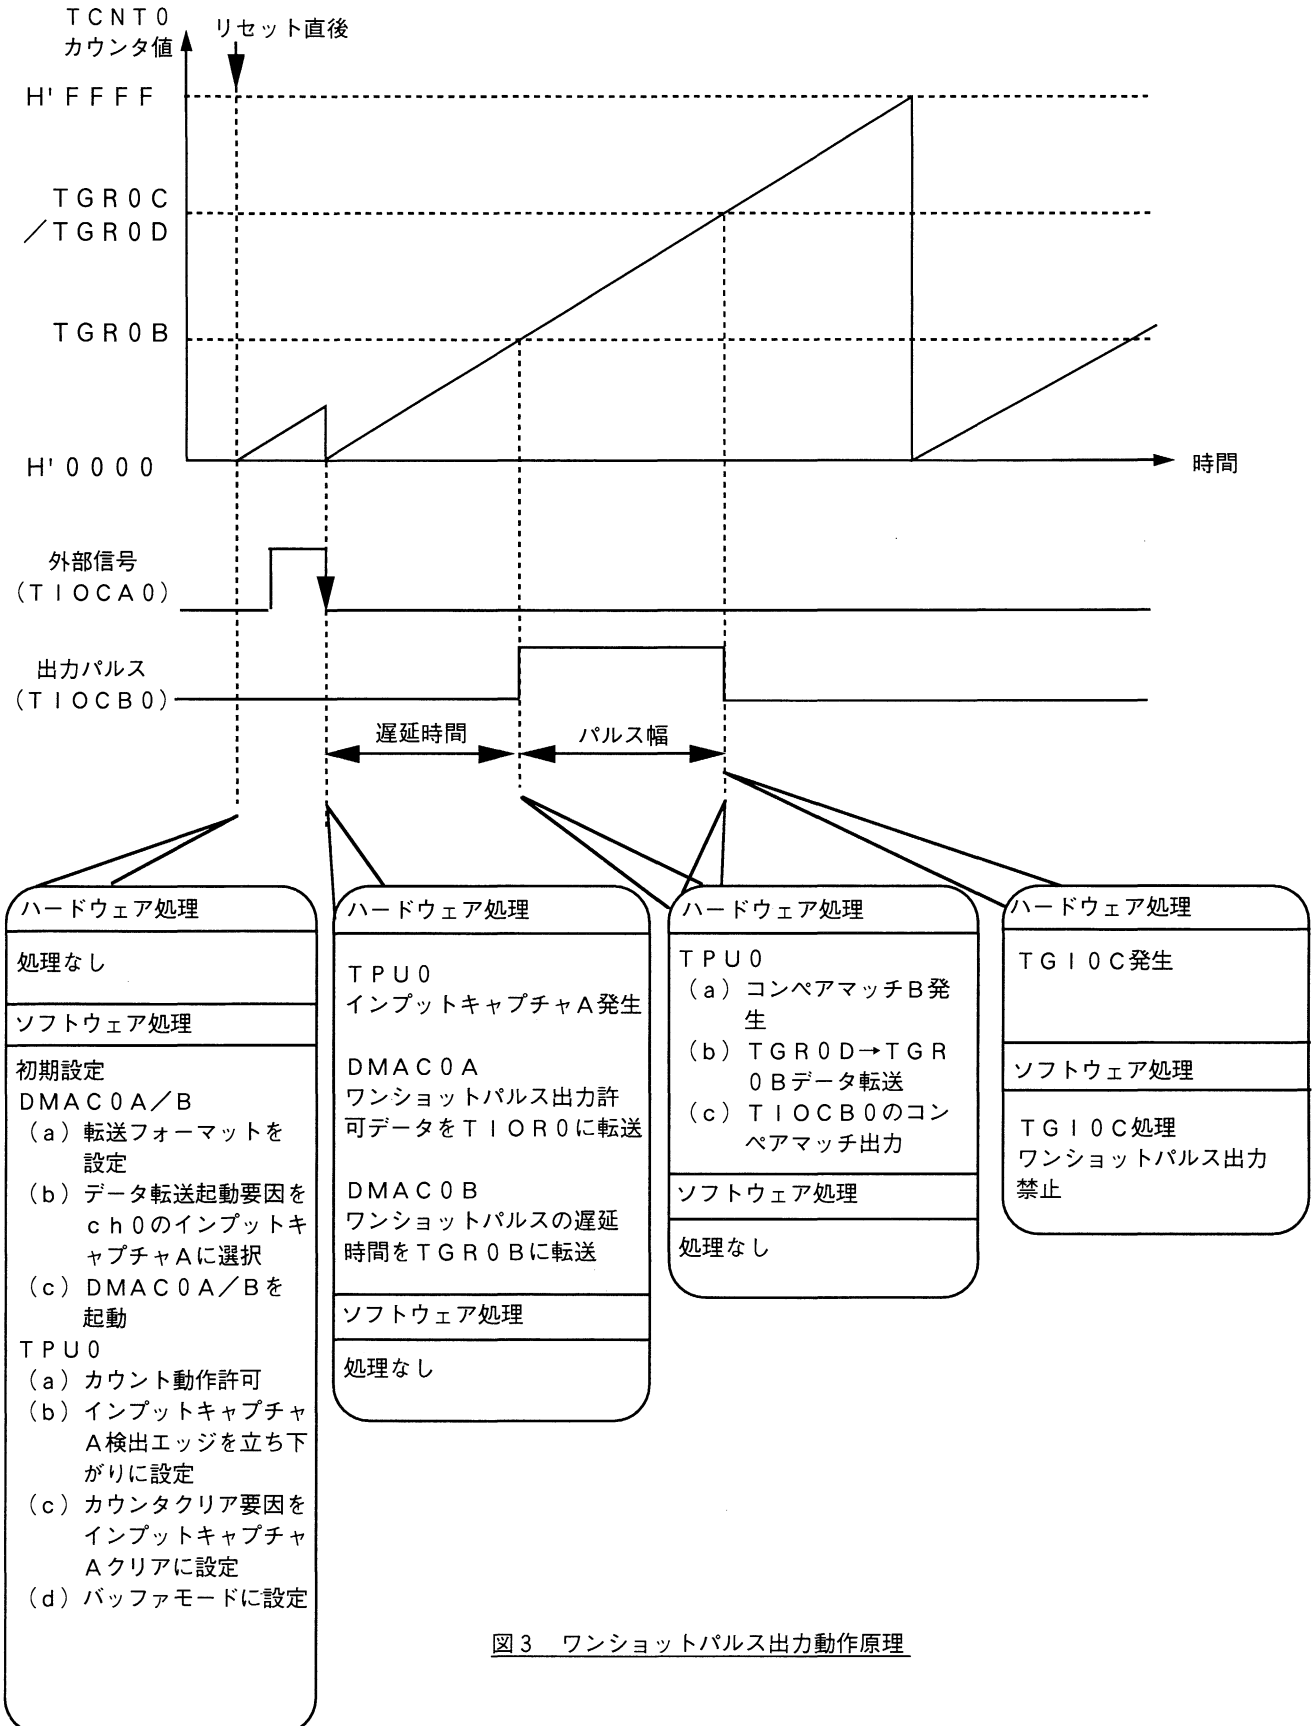 TCNT0
カウンタ値
リセット直後
H'FFFF
TGR0C
／TGR0D
TGR0B
H'0000
時間
外部信号
（TIOCA0）
出力パルス
（TIOCB0）
遅延時間
パルス幅
ハードウェア処理
処理なし
ソフトウェア処理
初期設定
DMAC0A／B
（a）転送フォーマットを
設定
（b）データ転送起動要因を
ch0のインプットキ
ャプチャAに選択
（c）DMAC0A／Bを
起動
TPU0
（a）カウント動作許可
（b）インプットキャプチャ
A検出エッジを立ち下
がりに設定
（c）カウンタクリア要因を
インプットキャプチャ
Aクリアに設定
（d）バッファモードに設定
ハードウェア処理
TPU0
インプットキャプチャA発生
DMAC0A
ワンショットパルス出力許
可データをTIOR0に転送
DMAC0B
ワンショットパルスの遅延
時間をTGR0Bに転送
ソフトウェア処理
処理なし
ハードウェア処理
TPU0
（a）コンペアマッチB発
生
（b）TGR0D→TGR
0Bデータ転送
（c）TIOCB0のコン
ペアマッチ出力
ソフトウェア処理
処理なし
ハードウェア処理
TGI0C発生
ソフトウェア処理
TGI0C処理
ワンショットパルス出力
禁止
図3　ワンショットパルス出力動作原理